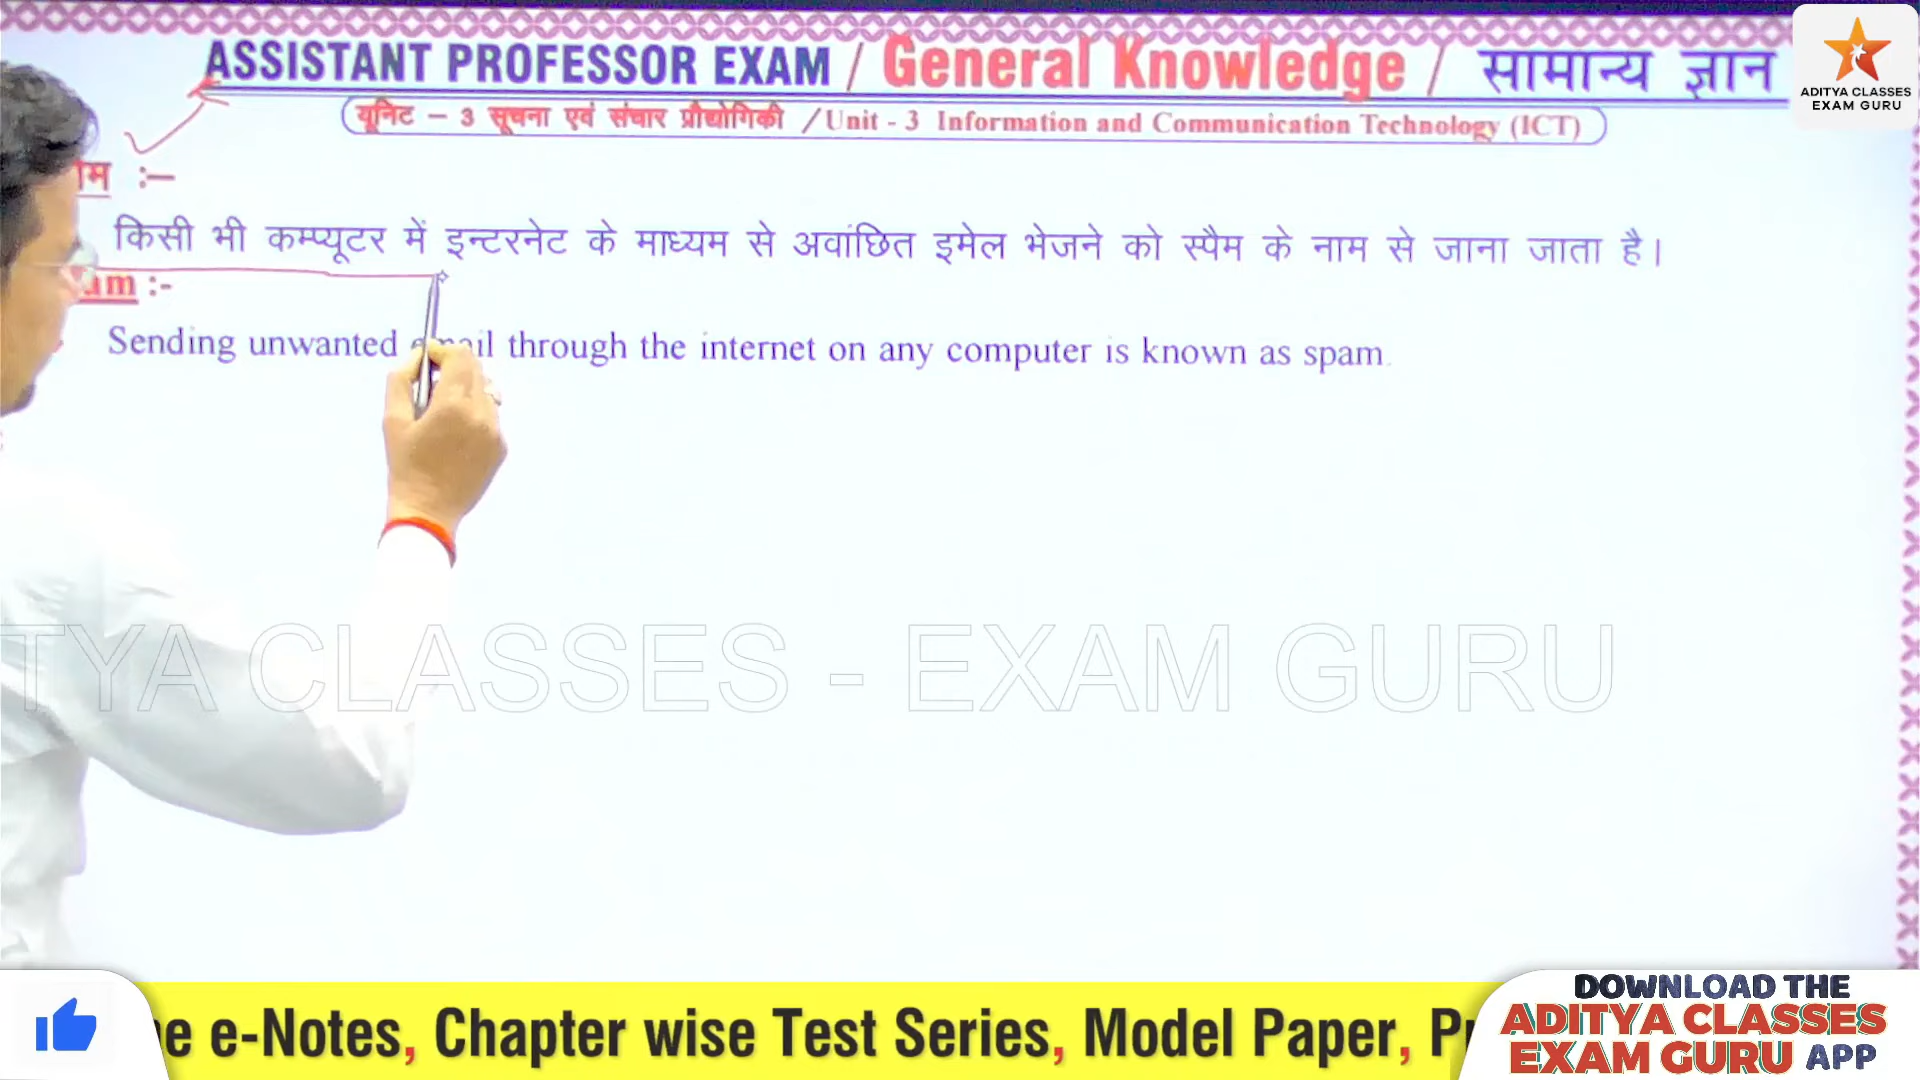 ASSISTANT PROFESSOR EXAM / General Knowledge / सामान्य ज्ञान
ADITYA CLASSES
EXAM GURU
यूनिट – 3 सूचना एवं संचार प्रौद्योगिकी / Unit - 3 Information and Communication Technology (ICT)
:–
किसी भी कम्प्यूटर में इन्टरनेट के माध्यम से अवांछित इमेल भेजने को स्पैम के नाम से जाना जाता है।
:-
Sending unwanted through the internet on any computer is known as spam.
TYA CLASSES - EXAM GURU
e-Notes, Chapter wise Test Series, Model Paper,
DOWNLOAD THE
ADITYA CLASSES
EXAM GURU APP